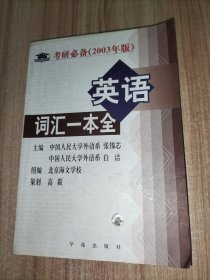 考研必备(2003年版)
英语
词汇一本全
主编 中国人民大学外语系 张锦芯
中国人民大学外语系 白洁
组编 北京海文学校
策划 高联
学苑出版社